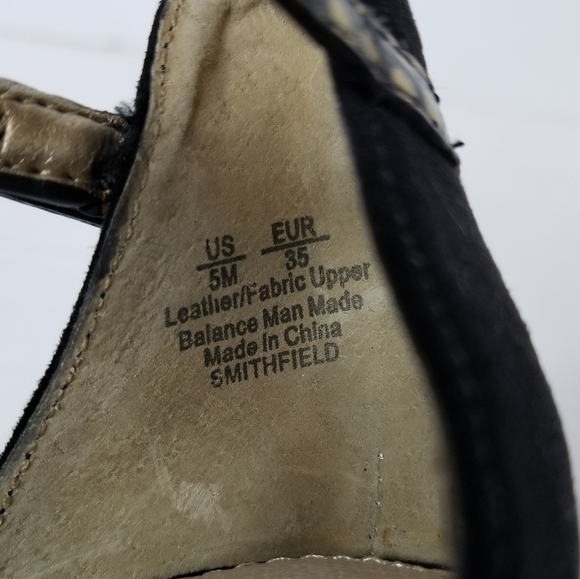 US EUR
5M 35
Leather/Fabric Upper
Balance Man Made
Made In China
SMITHFIELD